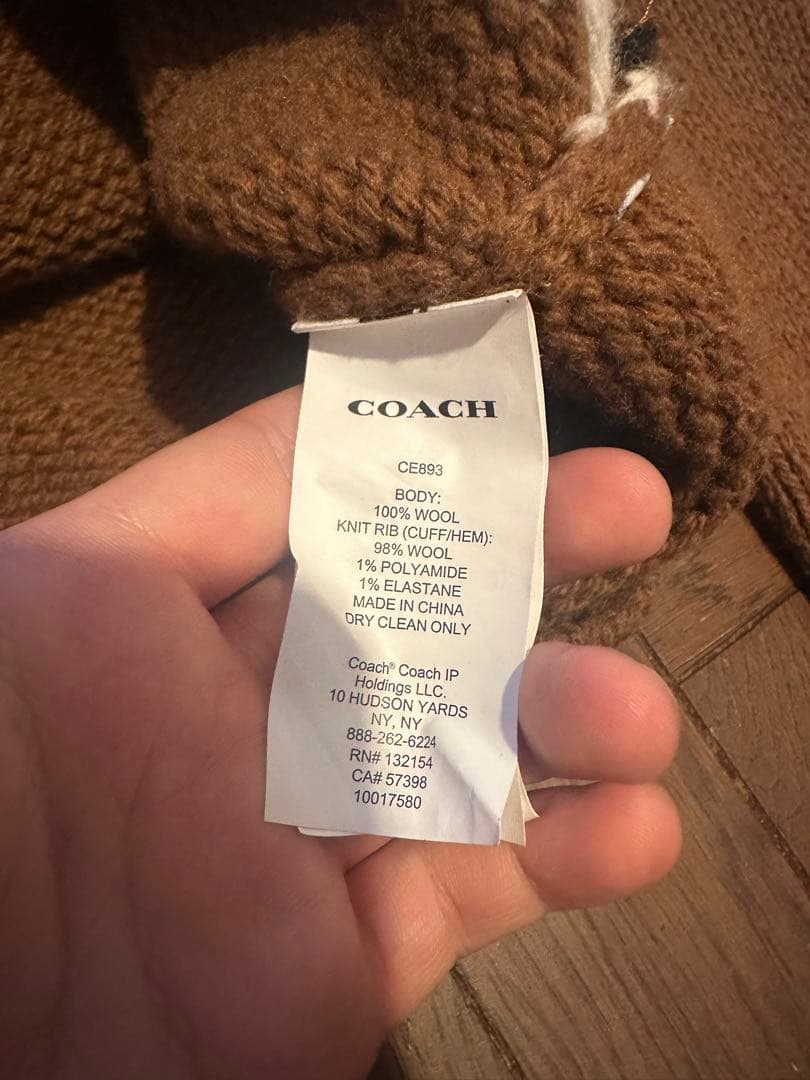 COACH
CE893
BODY:
100% WOOL
KNIT RIB (CUFF/HEM):
98% WOOL
1% POLYAMIDE
1% ELASTANE
MADE IN CHINA
DRY CLEAN ONLY
Coach® Coach IP
Holdings LLC.
10 HUDSON YARDS
NY, NY
888-262-6224
RN# 132154
CA# 57398
10017580